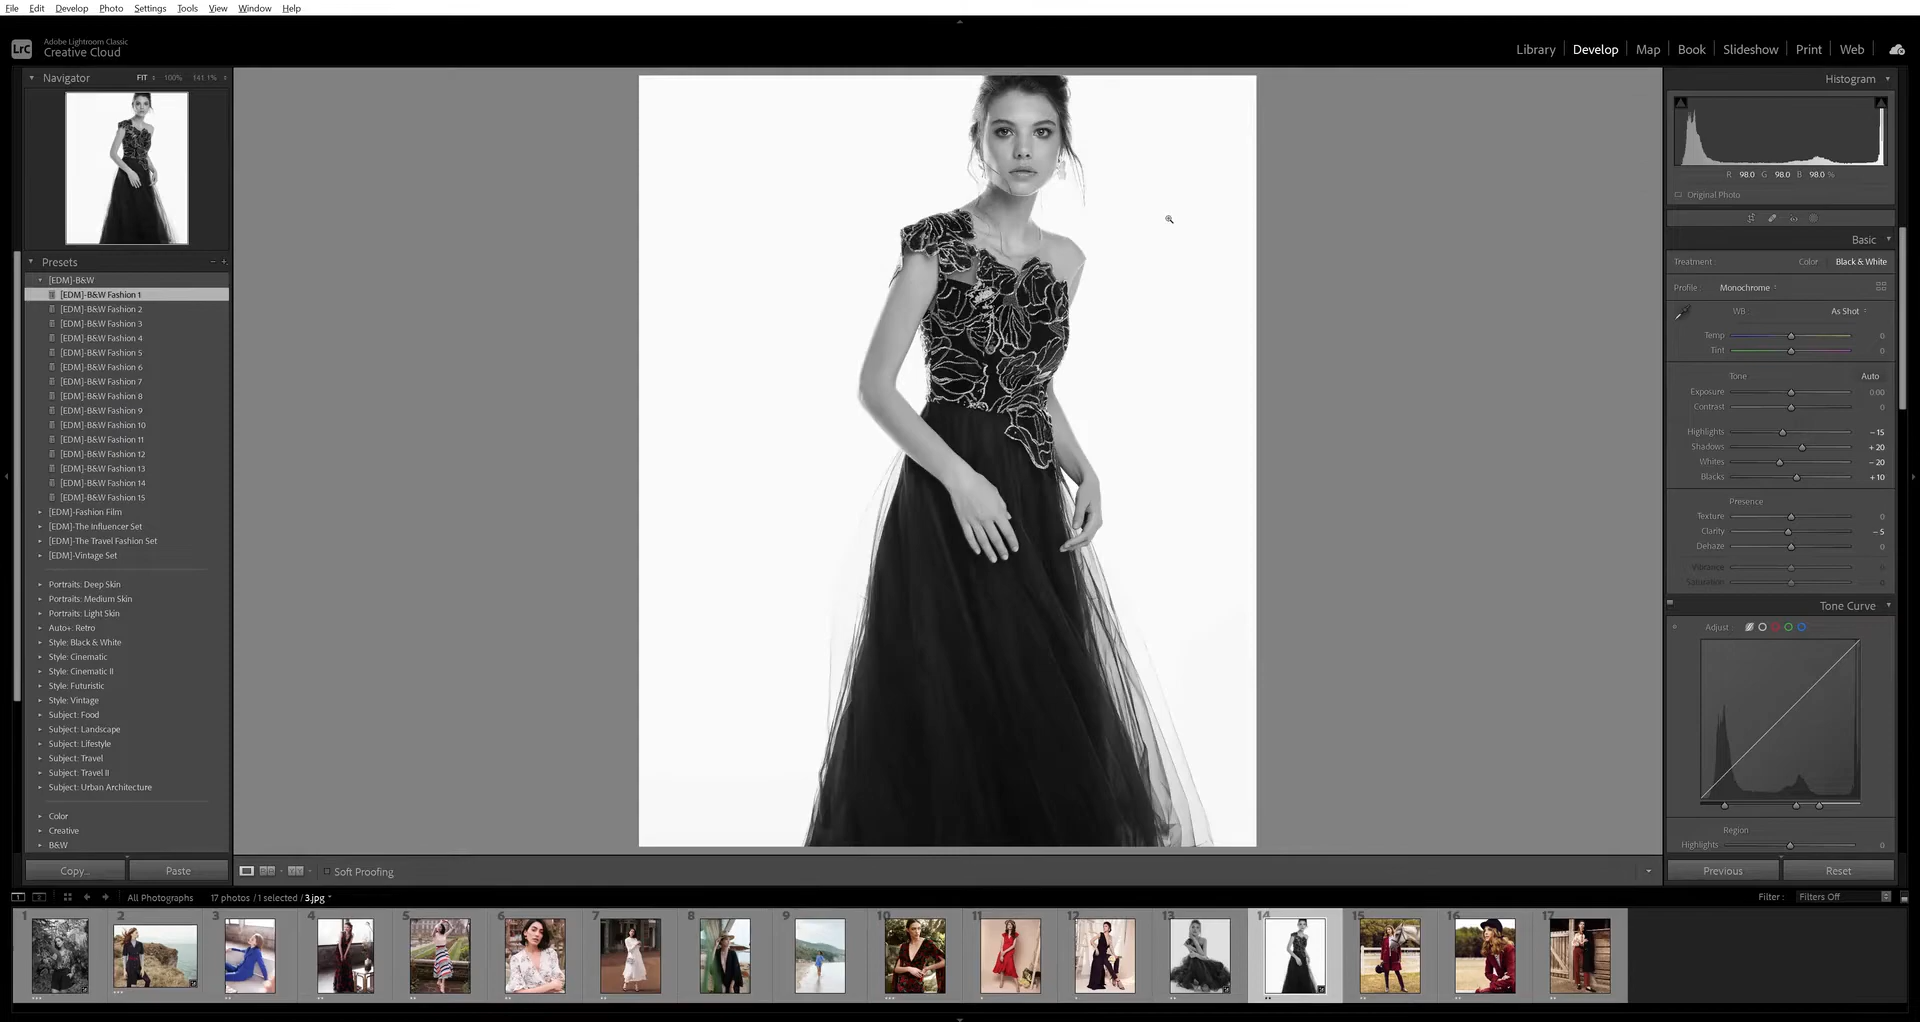 File Edit Develop Photo Settings Tools View Window Help
LrC
Adobe Lightroom Classic
Creative Cloud
Library | Develop | Map | Book | Slideshow | Print | Web
Navigator FIT 100% 141.1%
Histogram
R 98.0 G 98.0 B 98.0 %
Original Photo
Basic
Treatment : Color Black & White
Profile Monochrome
WB : As Shot
Temp 0
Tint 0
Tone Auto
Exposure 0.00
Contrast 0
Highlights - 15
Shadows + 20
Whites - 20
Blacks + 10
Presence
Texture 0
Clarity - 5
Dehaze 0
Vibrance 0
Saturation 0
Tone Curve
Adjust :
Region
Highlights 0
Previous Reset
Presets
[EDM]-B&W
[EDM]-B&W Fashion 1
[EDM]-B&W Fashion 2
[EDM]-B&W Fashion 3
[EDM]-B&W Fashion 4
[EDM]-B&W Fashion 5
[EDM]-B&W Fashion 6
[EDM]-B&W Fashion 7
[EDM]-B&W Fashion 8
[EDM]-B&W Fashion 9
[EDM]-B&W Fashion 10
[EDM]-B&W Fashion 11
[EDM]-B&W Fashion 12
[EDM]-B&W Fashion 13
[EDM]-B&W Fashion 14
[EDM]-B&W Fashion 15
[EDM]-Fashion Film
[EDM]-The Influencer Set
[EDM]-The Travel Fashion Set
[EDM]-Vintage Set
Portraits: Deep Skin
Portraits: Medium Skin
Portraits: Light Skin
Auto+: Retro
Style: Black & White
Style: Cinematic
Style: Cinematic II
Style: Futuristic
Style: Vintage
Subject: Food
Subject: Landscape
Subject: Lifestyle
Subject: Travel
Subject: Travel II
Subject: Urban Architecture
Color
Creative
B&W
Copy... Paste
Soft Proofing
All Photographs 17 photos / 1 selected / 3.jpg
Filter : Filters Off
1 2 3 4 5 6 7 8 9 10 11 12 13 14 15 16 17